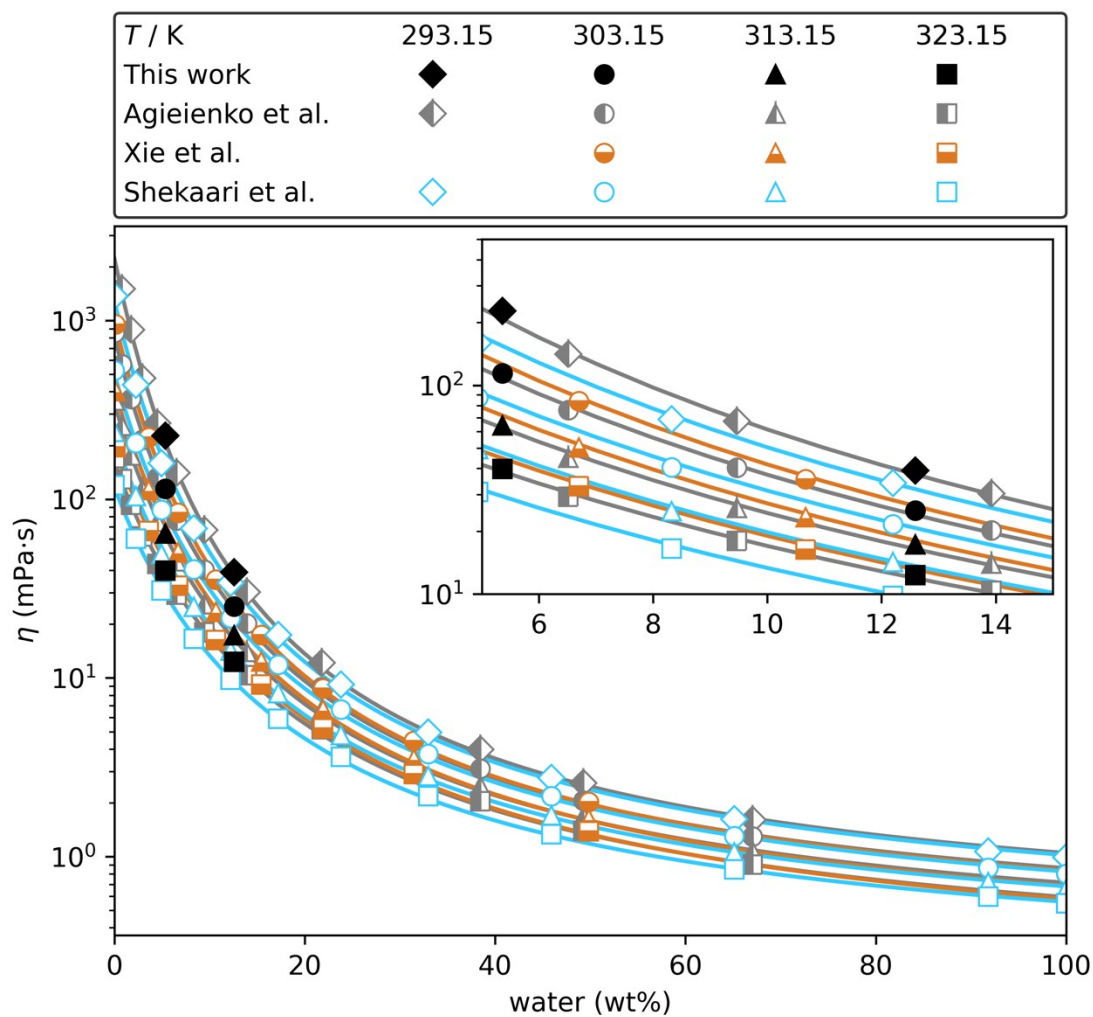 T / K 293.15 303.15 313.15 323.15
This work
Agieienko et al.
Xie et al.
Shekaari et al.
η (mPa·s)
10³
10²
10¹
10⁰
10²
10¹
6 8 10 12 14
0 20 40 60 80 100
water (wt%)